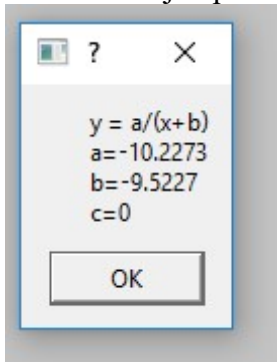 ?
y = a/(x+b)
a=-10.2273
b=-9.5227
c=0
OK